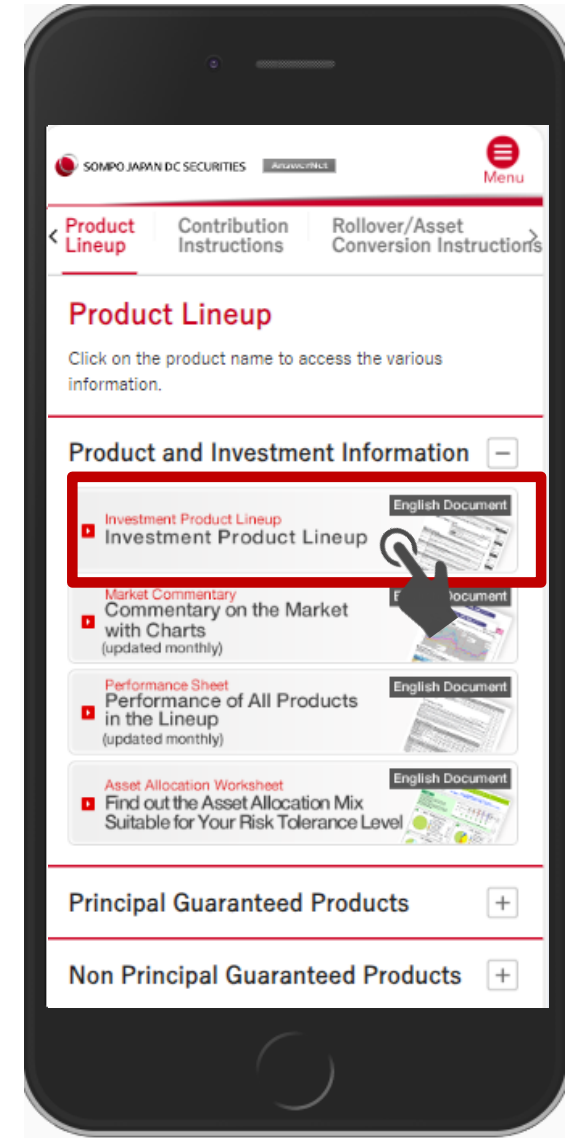 SOMPO JAPAN DC SECURITIES AnswerNet
Menu
Product Lineup
Contribution Instructions
Rollover/Asset Conversion Instructions
Product Lineup
Click on the product name to access the various
information.
Product and Investment Information
English Document
Investment Product Lineup
Investment Product Lineup
Market Commentary
Commentary on the Market
with Charts
(updated monthly)
Performance Sheet
English Document
Performance of All Products
in the Lineup
(updated monthly)
Asset Allocation Worksheet
English Document
Find out the Asset Allocation Mix
Suitable for Your Risk Tolerance Level
Principal Guaranteed Products
Non Principal Guaranteed Products